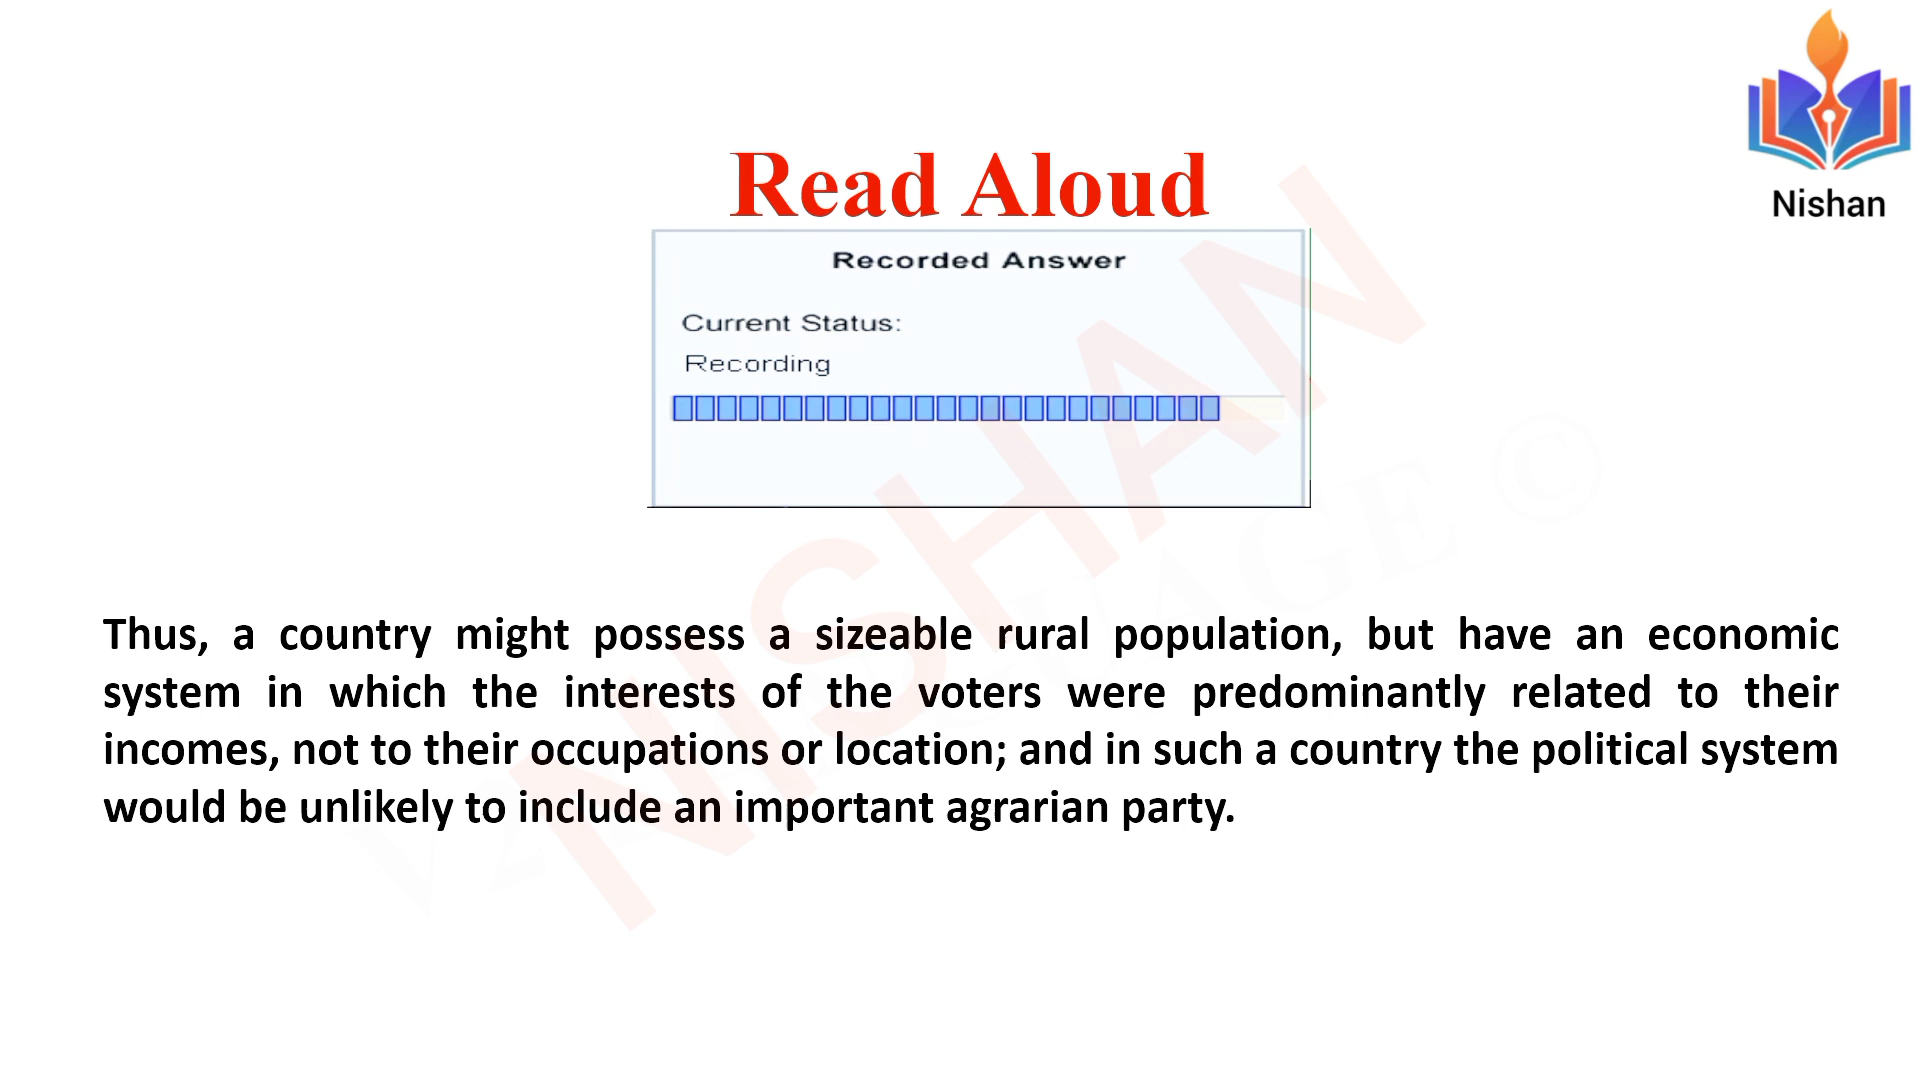 Nishan
Read Aloud
Recorded Answer
Current Status:
Recording
NISHAN
Thus, a country might possess a sizeable rural population, but have an economic
system in which the interests of the voters were predominantly related to their
incomes, not to their occupations or location; and in such a country the political system
would be unlikely to include an important agrarian party.